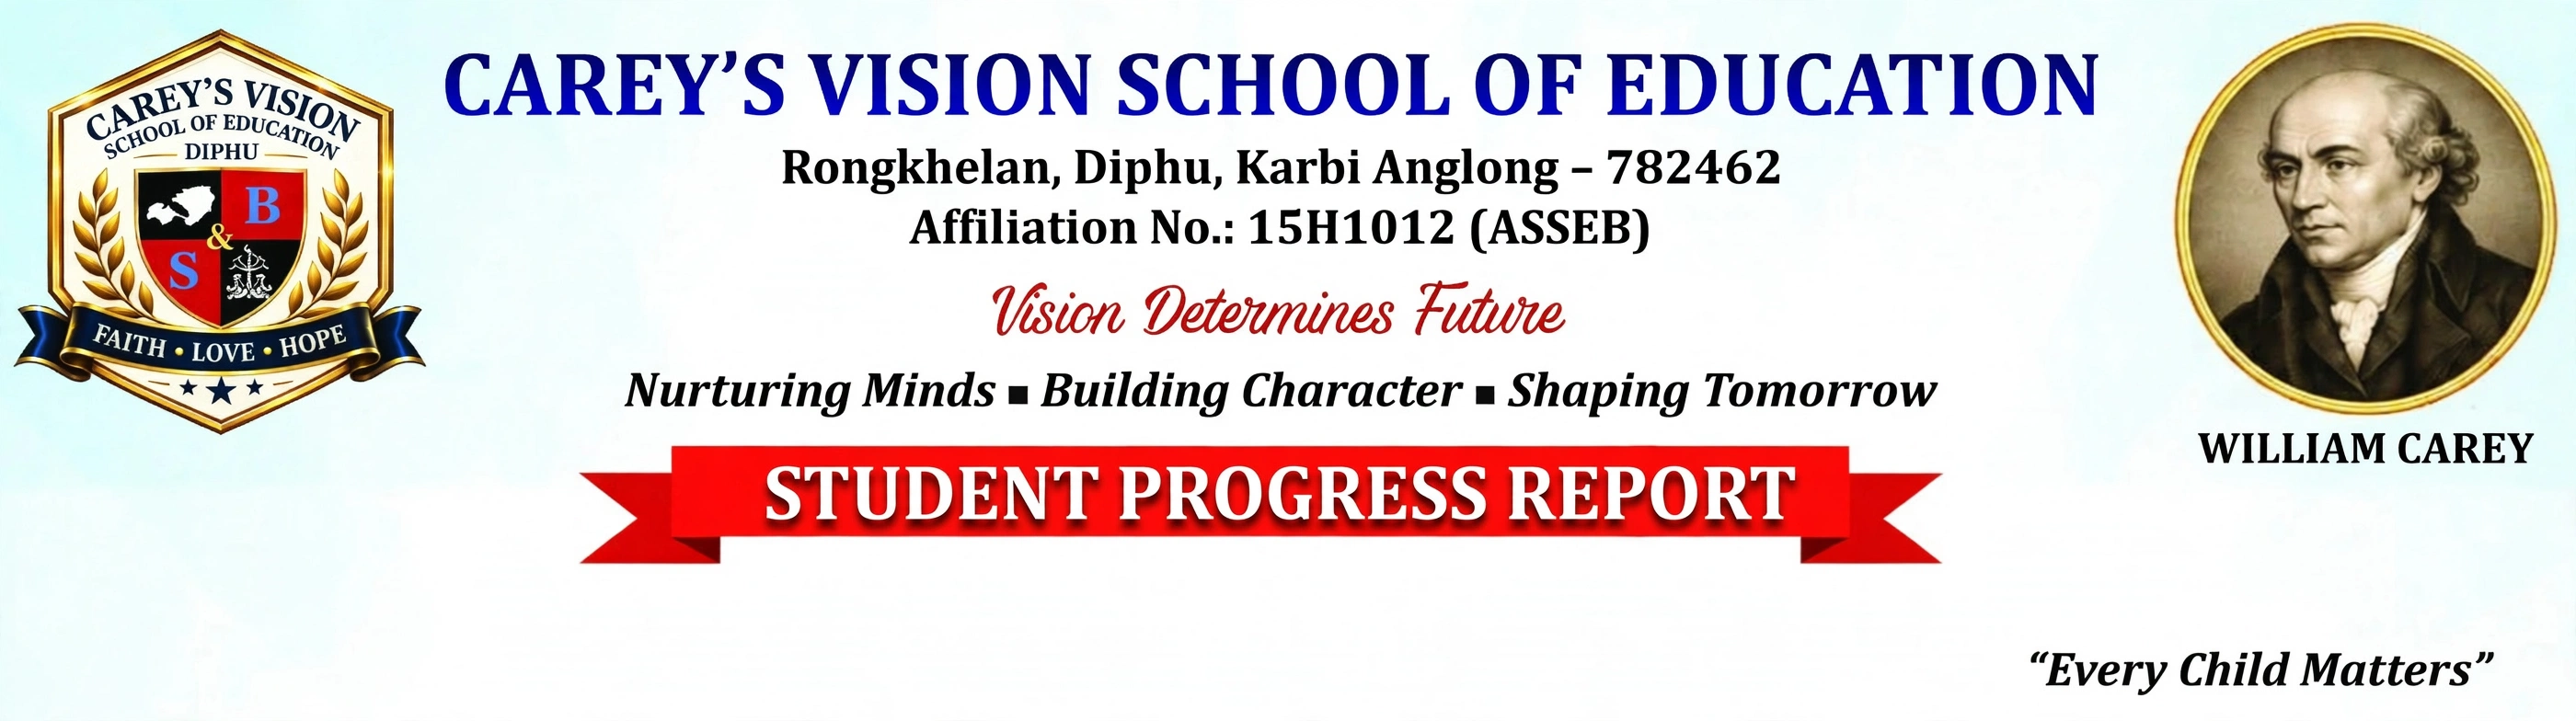 CAREY'S VISION
SCHOOL OF EDUCATION
DIPHU
B
&
S
FAITH • LOVE • HOPE
CAREY'S VISION SCHOOL OF EDUCATION
Rongkhelan, Diphu, Karbi Anglong – 782462
Affiliation No.: 15H1012 (ASSEB)
Vision Determines Future
Nurturing Minds ▪ Building Character ▪ Shaping Tomorrow
STUDENT PROGRESS REPORT
WILLIAM CAREY
“Every Child Matters”